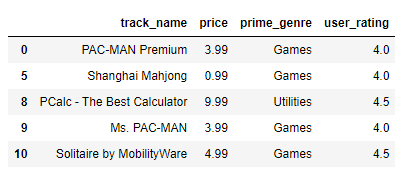 track_name price prime_genre user_rating
0 PAC-MAN Premium 3.99 Games 4.0
5 Shanghai Mahjong 0.99 Games 4.0
8 PCalc - The Best Calculator 9.99 Utilities 4.5
9 Ms. PAC-MAN 3.99 Games 4.0
10 Solitaire by MobilityWare 4.99 Games 4.5